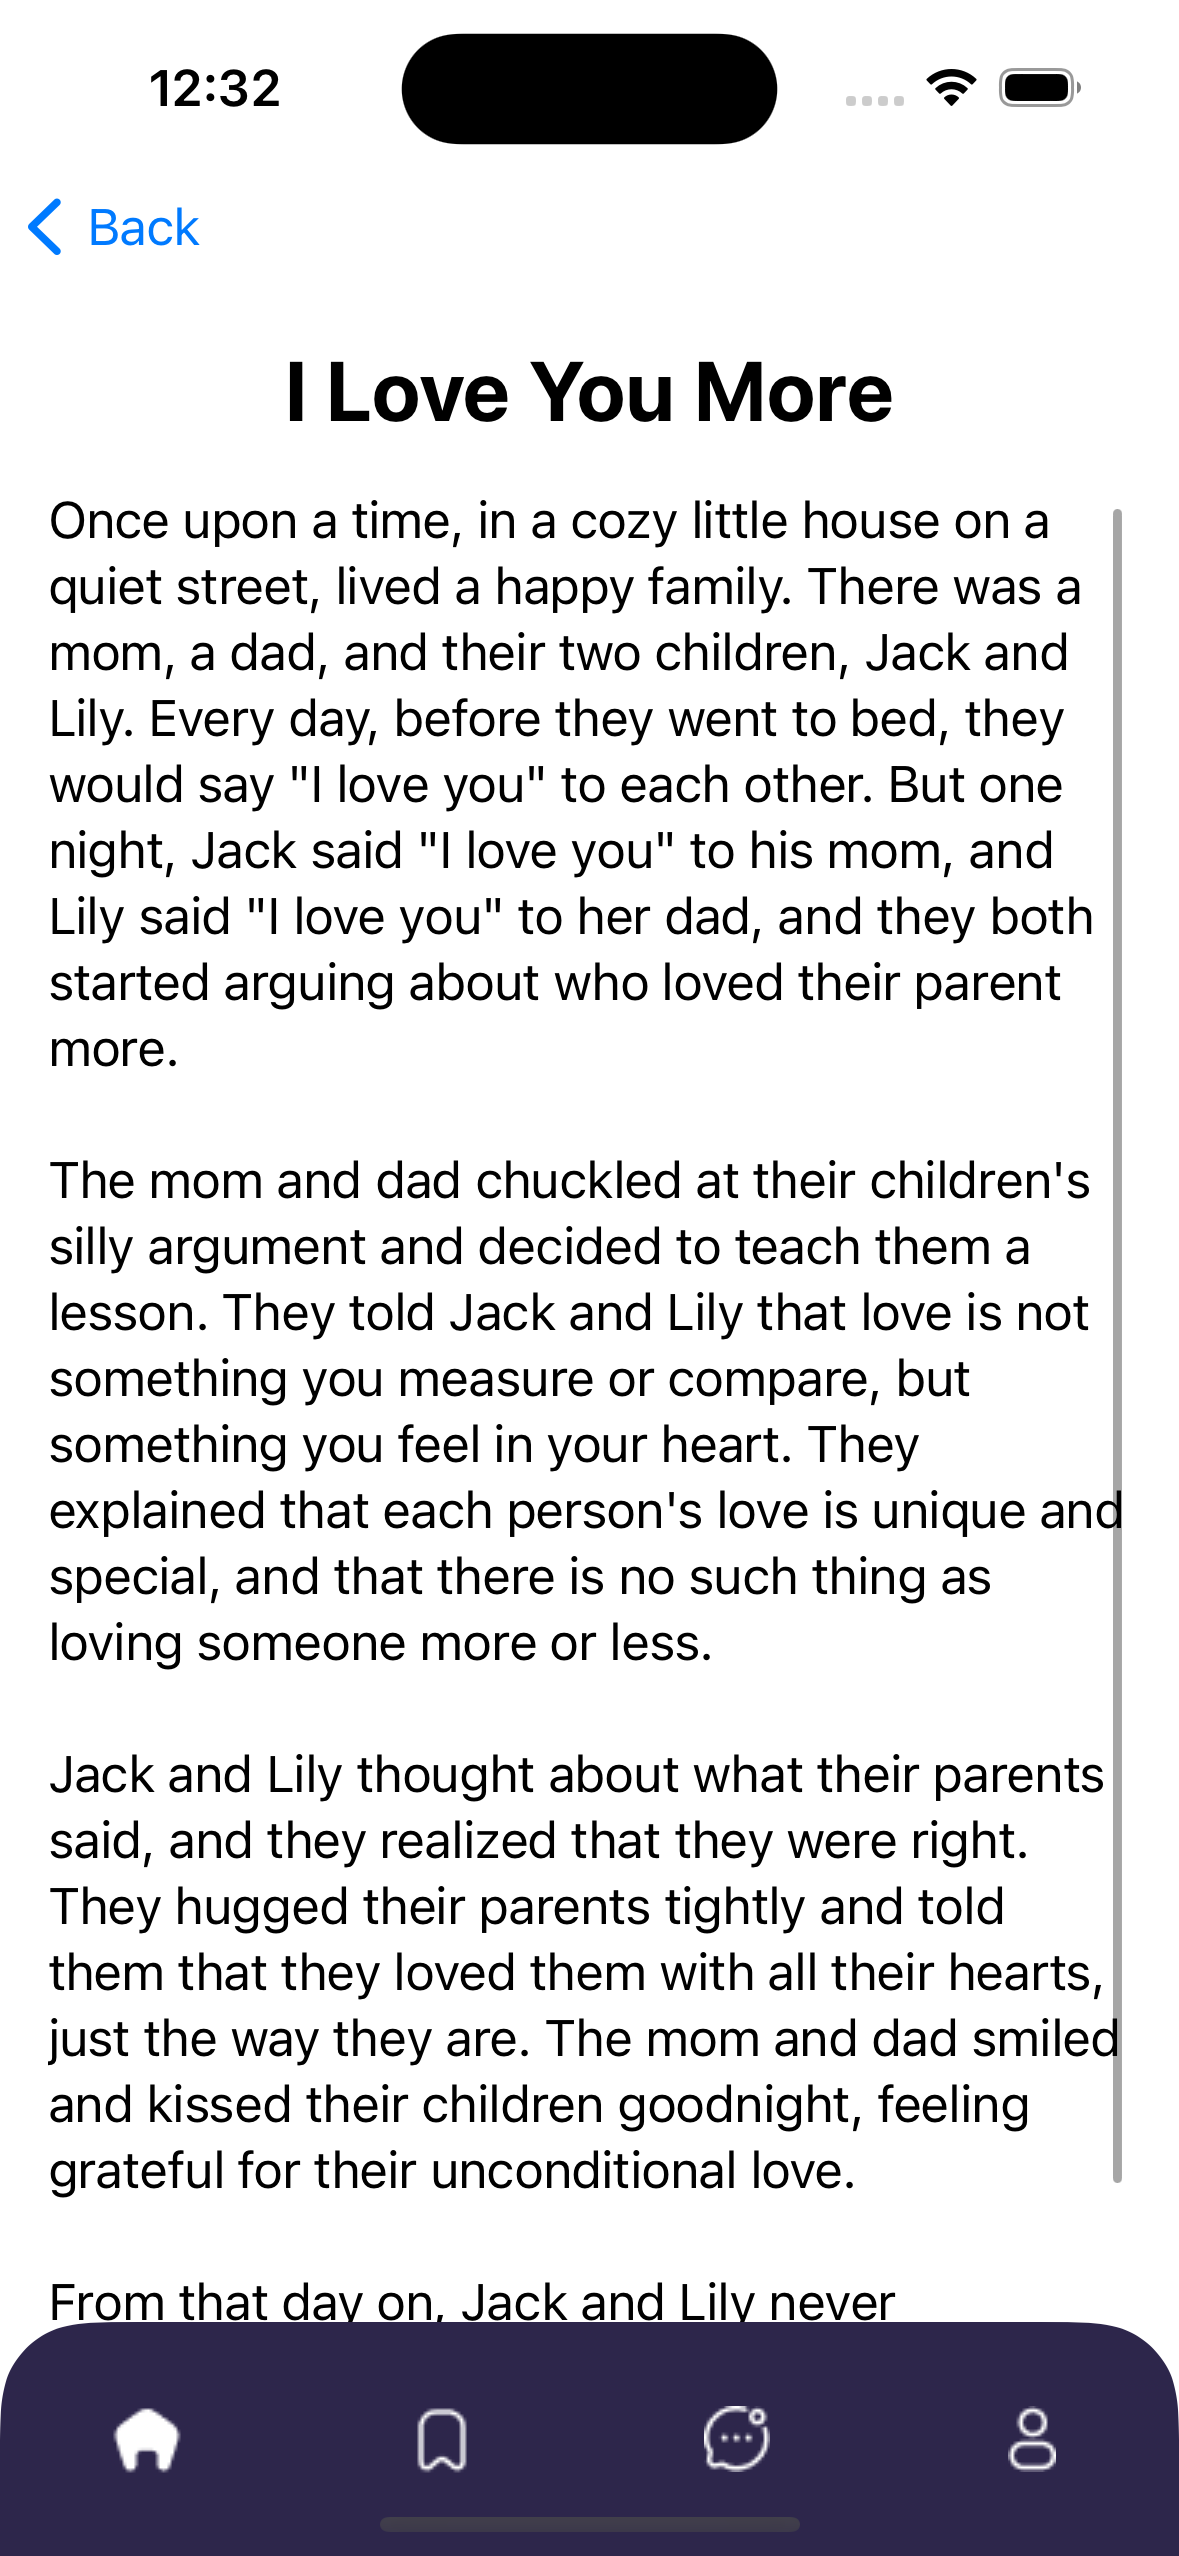 12:32
Back
I Love You More
Once upon a time, in a cozy little house on a
quiet street, lived a happy family. There was a
mom, a dad, and their two children, Jack and
Lily. Every day, before they went to bed, they
would say "I love you" to each other. But one
night, Jack said "I love you" to his mom, and
Lily said "I love you" to her dad, and they both
started arguing about who loved their parent
more.
The mom and dad chuckled at their children's
silly argument and decided to teach them a
lesson. They told Jack and Lily that love is not
something you measure or compare, but
something you feel in your heart. They
explained that each person's love is unique and
special, and that there is no such thing as
loving someone more or less.
Jack and Lily thought about what their parents
said, and they realized that they were right.
They hugged their parents tightly and told
them that they loved them with all their hearts,
just the way they are. The mom and dad smiled
and kissed their children goodnight, feeling
grateful for their unconditional love.
From that day on, Jack and Lily never